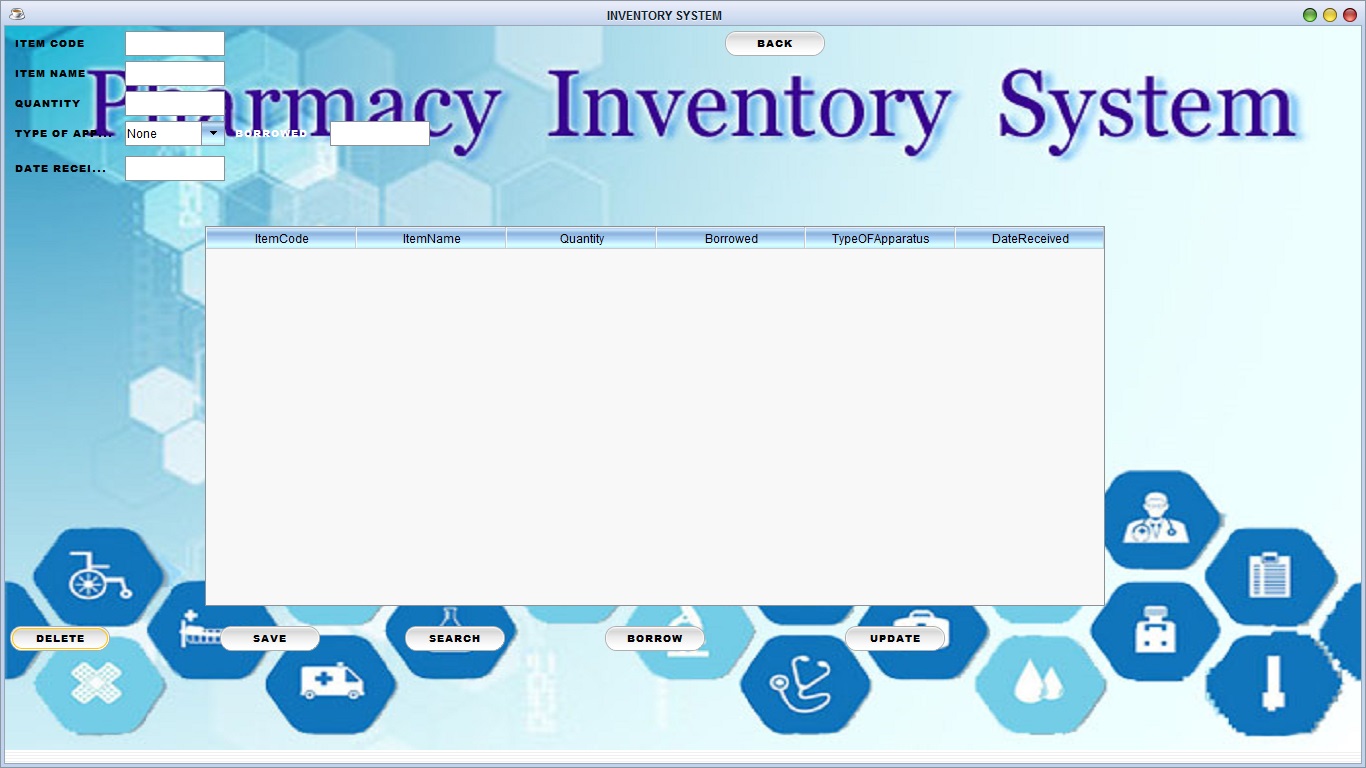 INVENTORY SYSTEM
ITEM CODE
BACK
ITEM NAME
Pharmacy Inventory System
QUANTITY
TYPE OF APP... None BORROWED
DATE RECEI...
ItemCode ItemName Quantity Borrowed TypeOFApparatus DateReceived
DELETE SAVE SEARCH BORROW UPDATE